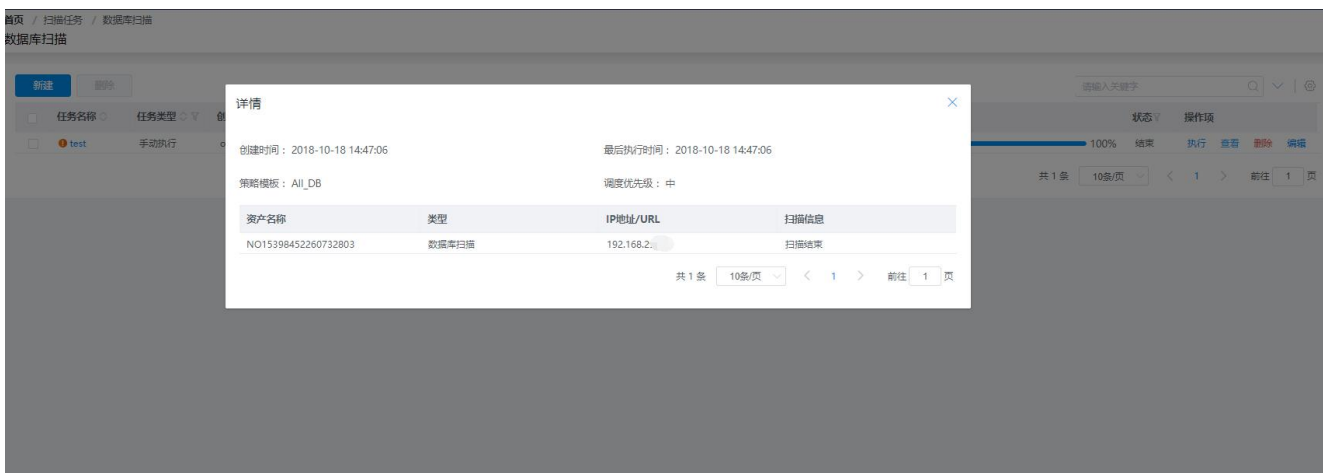 首页 / 扫描任务 / 数据库扫描
数据库扫描
新建 删除 请输入关键字
任务名称 任务类型 创 状态 操作项
test 手动执行 100% 结束 执行 查看 删除 编辑
共 1 条 10条/页 1 前往 1 页
详情
创建时间： 2018-10-18 14:47:06 最后执行时间： 2018-10-18 14:47:06
策略模板： All_DB 调度优先级： 中
资产名称 类型 IP地址/URL 扫描信息
NO15398452260732803 数据库扫描 192.168.2. 扫描结束
共 1 条 10条/页 1 前往 1 页